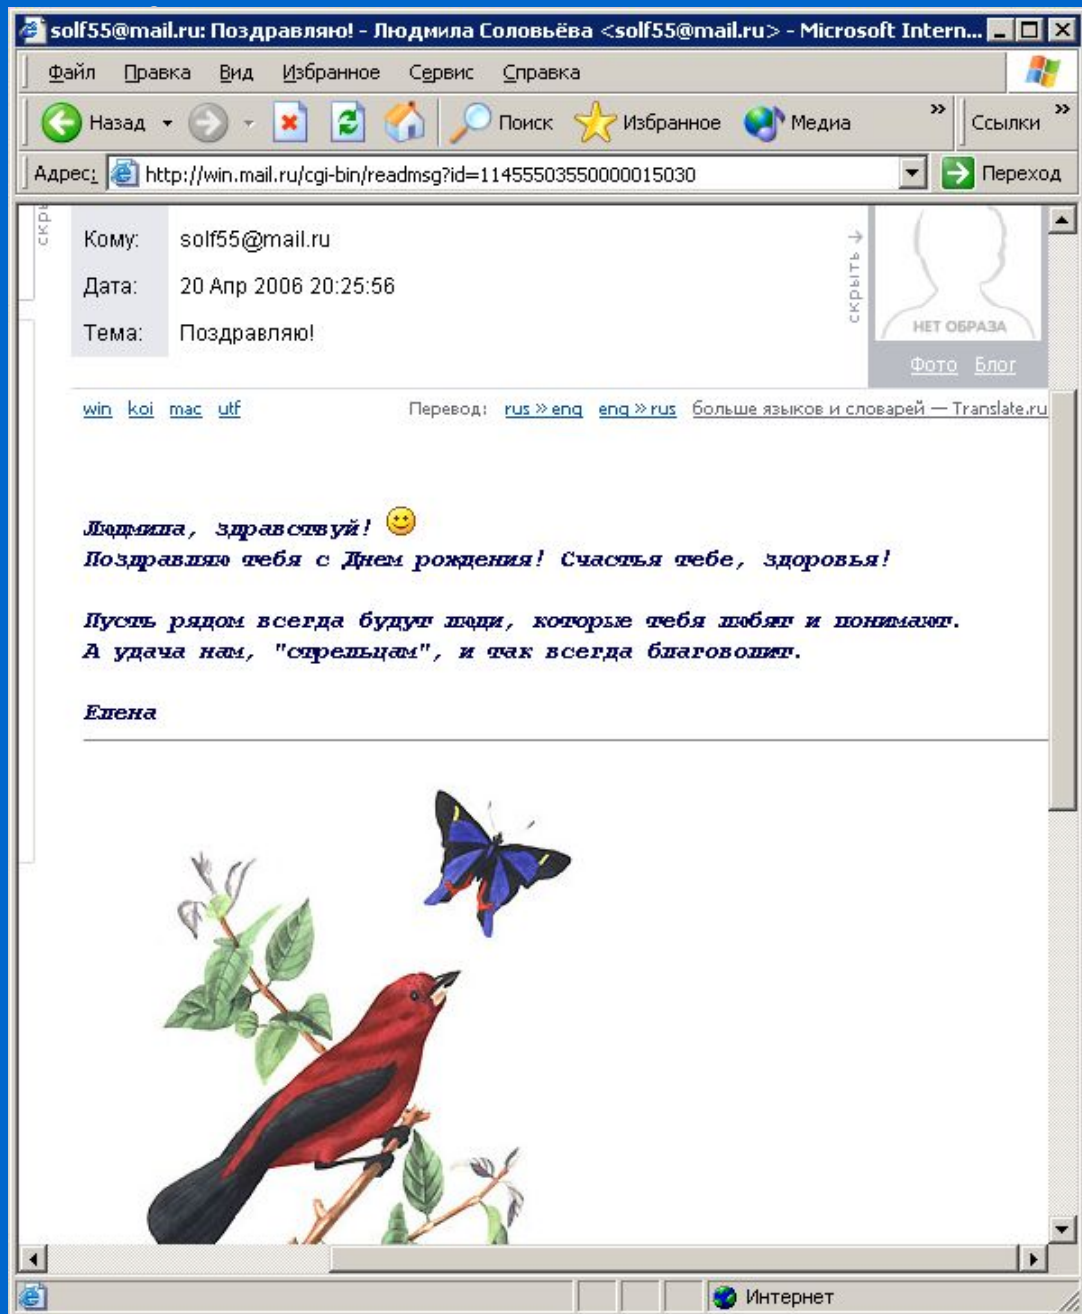 solf55@mail.ru: Поздравляю! - Людмила Соловьёва <solf55@mail.ru> - Microsoft Intern...
Файл Правка Вид Избранное Сервис Справка
Назад Поиск Избранное Медиа » Ссылки »
Адрес: http://win.mail.ru/cgi-bin/readmsg?id=11455503550000015030 Переход
скры
Кому: solf55@mail.ru
Дата: 20 Апр 2006 20:25:56
Тема: Поздравляю!
скрыть →
НЕТ ОБРАЗА
Фото Блог
win koi mac utf Перевод: rus » eng eng » rus больше языков и словарей — Translate.ru
Людмила, здравствуй!
Поздравляю тебя с Днем рождения! Счастья тебе, здоровья!
Пусть рядом всегда будут люди, которые тебя любят и понимают.
А удача нам, "стрельцам", и так всегда благоволит.
Елена
Интернет